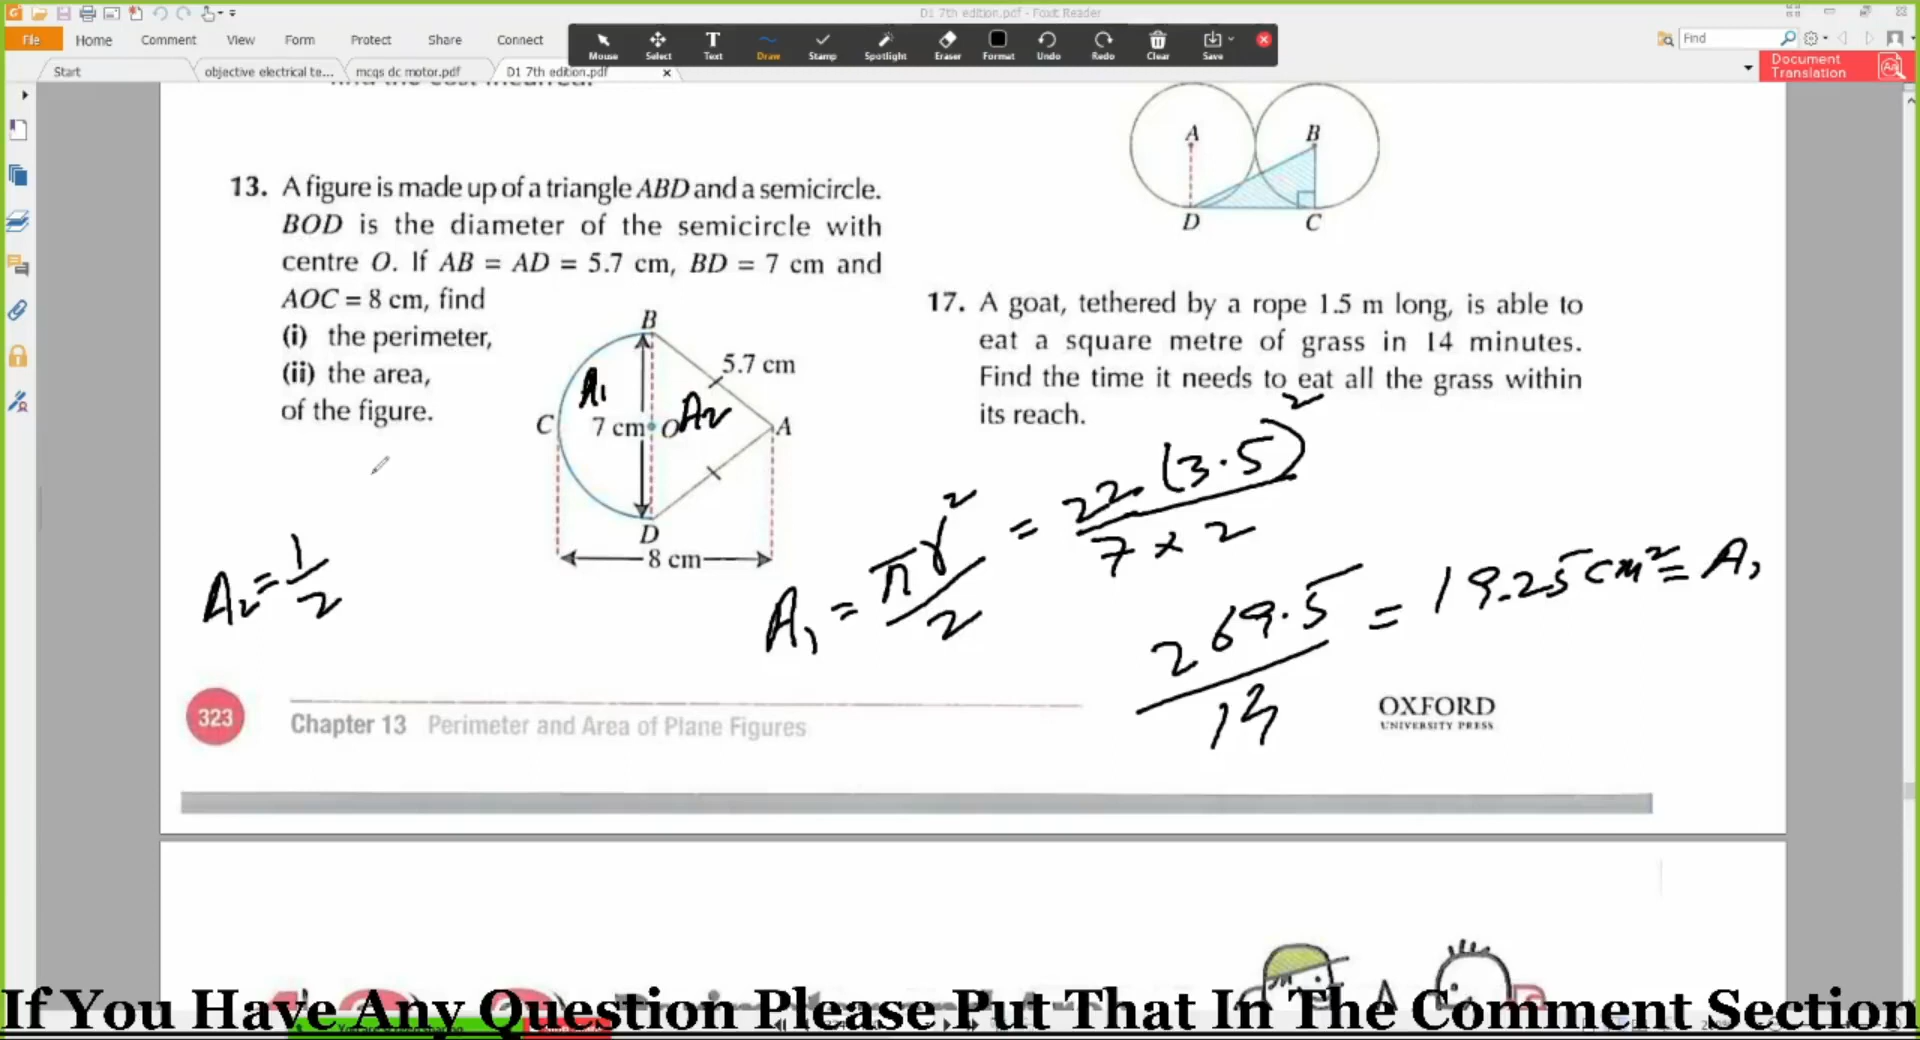 D1 7th edition.pdf - Foxit Reader
File Home Comment View Form Protect Share Connect
Mouse Select Text Draw Stamp Spotlight Eraser Format Undo Redo Clear Save
Find
Start objective electrical te... mcqs dc motor.pdf D1 7th edition.pdf
Document Translation
A B
D C
13. A figure is made up of a triangle ABD and a semicircle.
BOD is the diameter of the semicircle with
centre O. If AB = AD = 5.7 cm, BD = 7 cm and
AOC = 8 cm, find
(i) the perimeter,
(ii) the area,
of the figure.
B
5.7 cm
A1
A2
C 7 cm O A
D
8 cm
17. A goat, tethered by a rope 1.5 m long, is able to
eat a square metre of grass in 14 minutes.
Find the time it needs to eat all the grass within
its reach.
A2 = 1/2
A1 = πr²/2 = 22.(3.5)²/7 × 2
269.5/14 = 19.25cm² = A1
323 Chapter 13 Perimeter and Area of Plane Figures
OXFORD
UNIVERSITY PRESS
If You Have Any Question Please Put That In The Comment Section